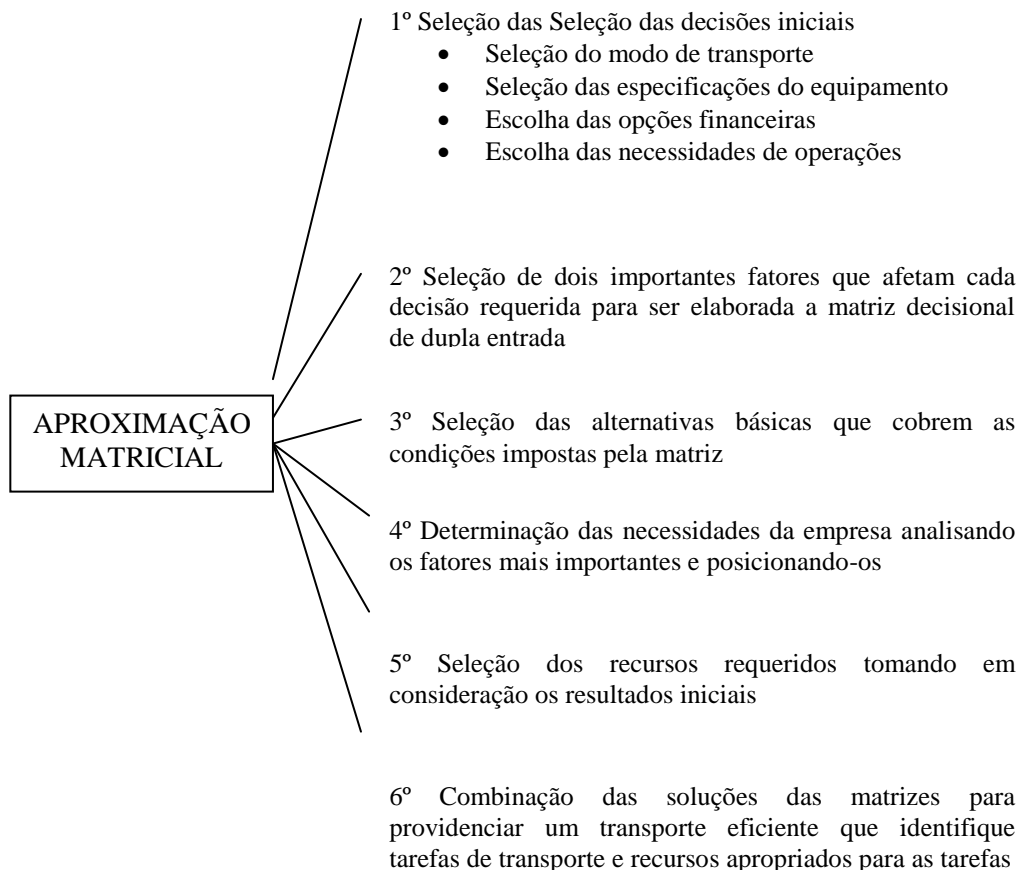 1º Seleção das Seleção das decisões iniciais
• Seleção do modo de transporte
• Seleção das especificações do equipamento
• Escolha das opções financeiras
• Escolha das necessidades de operações
2º Seleção de dois importantes fatores que afetam cada
decisão requerida para ser elaborada a matriz decisional
de dupla entrada
APROXIMAÇÃO
MATRICIAL
3º Seleção das alternativas básicas que cobrem as
condições impostas pela matriz
4º Determinação das necessidades da empresa analisando
os fatores mais importantes e posicionando-os
5º Seleção dos recursos requeridos tomando em
consideração os resultados iniciais
6º Combinação das soluções das matrizes para
providenciar um transporte eficiente que identifique
tarefas de transporte e recursos apropriados para as tarefas